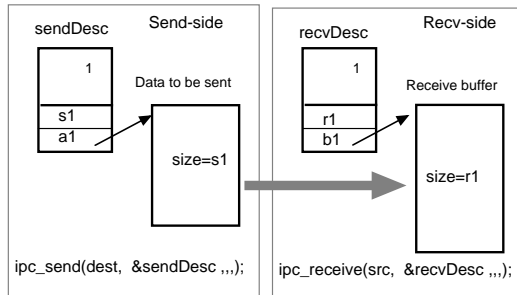 Send-side
sendDesc
1
Data to be sent
s1
a1
size=s1
ipc_send(dest, &sendDesc ,,,);
Recv-side
recvDesc
1
Receive buffer
r1
b1
size=r1
ipc_receive(src, &recvDesc ,,,);